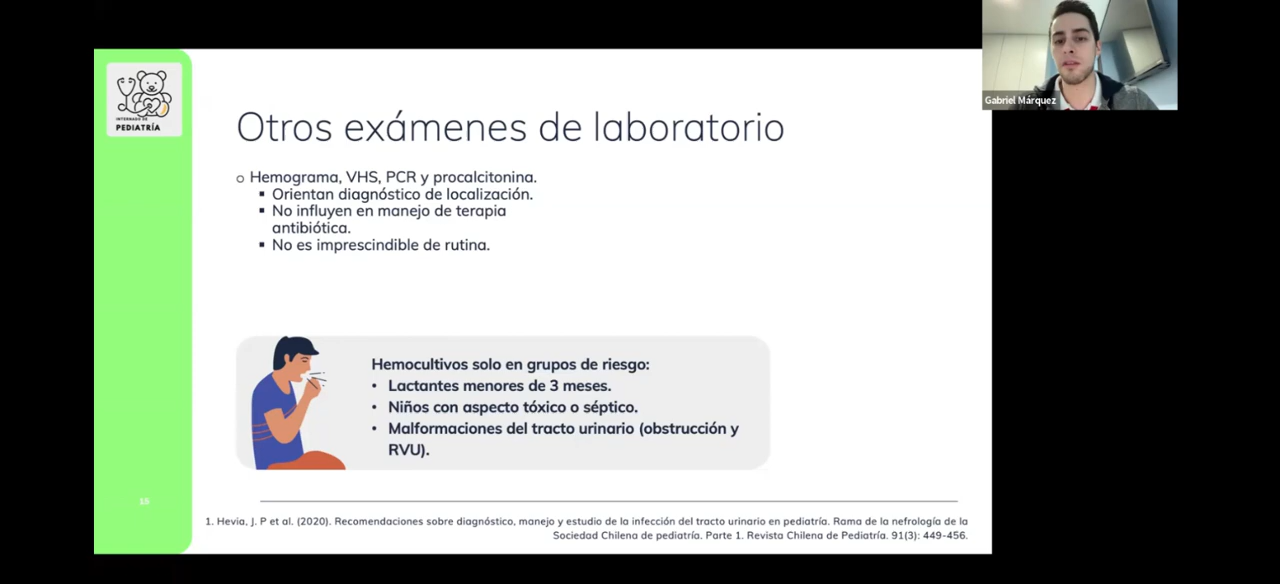 Gabriel Márquez
INTERNADO DE
PEDIATRÍA
Otros exámenes de laboratorio
o Hemograma, VHS, PCR y procalcitonina.
▪ Orientan diagnóstico de localización.
▪ No influyen en manejo de terapia
antibiótica.
▪ No es imprescindible de rutina.
Hemocultivos solo en grupos de riesgo:
• Lactantes menores de 3 meses.
• Niños con aspecto tóxico o séptico.
• Malformaciones del tracto urinario (obstrucción y
RVU).
15
1. Hevia, J. P et al. (2020). Recomendaciones sobre diagnóstico, manejo y estudio de la infección del tracto urinario en pediatría. Rama de la nefrología de la
Sociedad Chilena de pediatría. Parte 1. Revista Chilena de Pediatría. 91(3): 449-456.